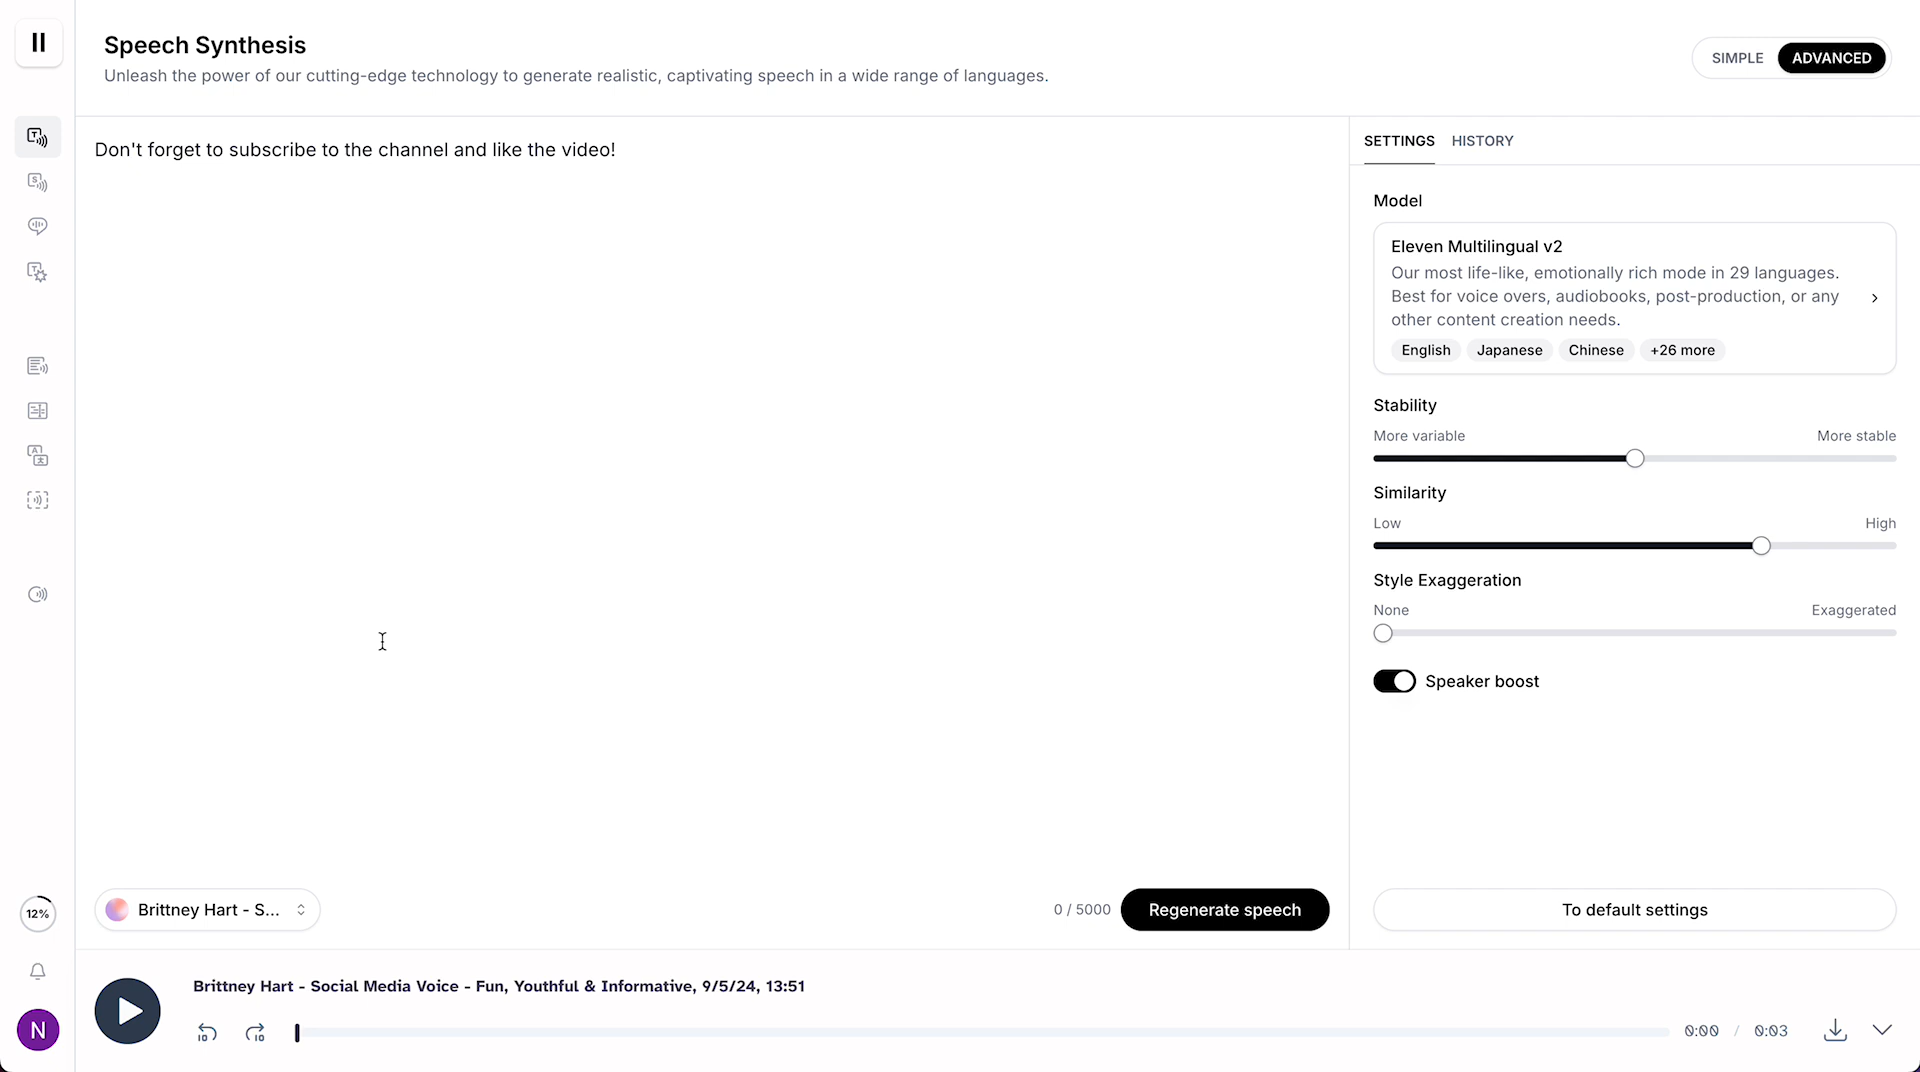 Speech Synthesis
Unleash the power of our cutting-edge technology to generate realistic, captivating speech in a wide range of languages.
SIMPLE
ADVANCED
Don't forget to subscribe to the channel and like the video!
SETTINGS
HISTORY
Model
Eleven Multilingual v2
Our most life-like, emotionally rich mode in 29 languages.
Best for voice overs, audiobooks, post-production, or any
other content creation needs.
English
Japanese
Chinese
+26 more
Stability
More variable
More stable
Similarity
Low
High
Style Exaggeration
None
Exaggerated
Speaker boost
12%
Brittney Hart - S...
0 / 5000
Regenerate speech
To default settings
Brittney Hart - Social Media Voice - Fun, Youthful & Informative, 9/5/24, 13:51
N
10
10
0:00 / 0:03